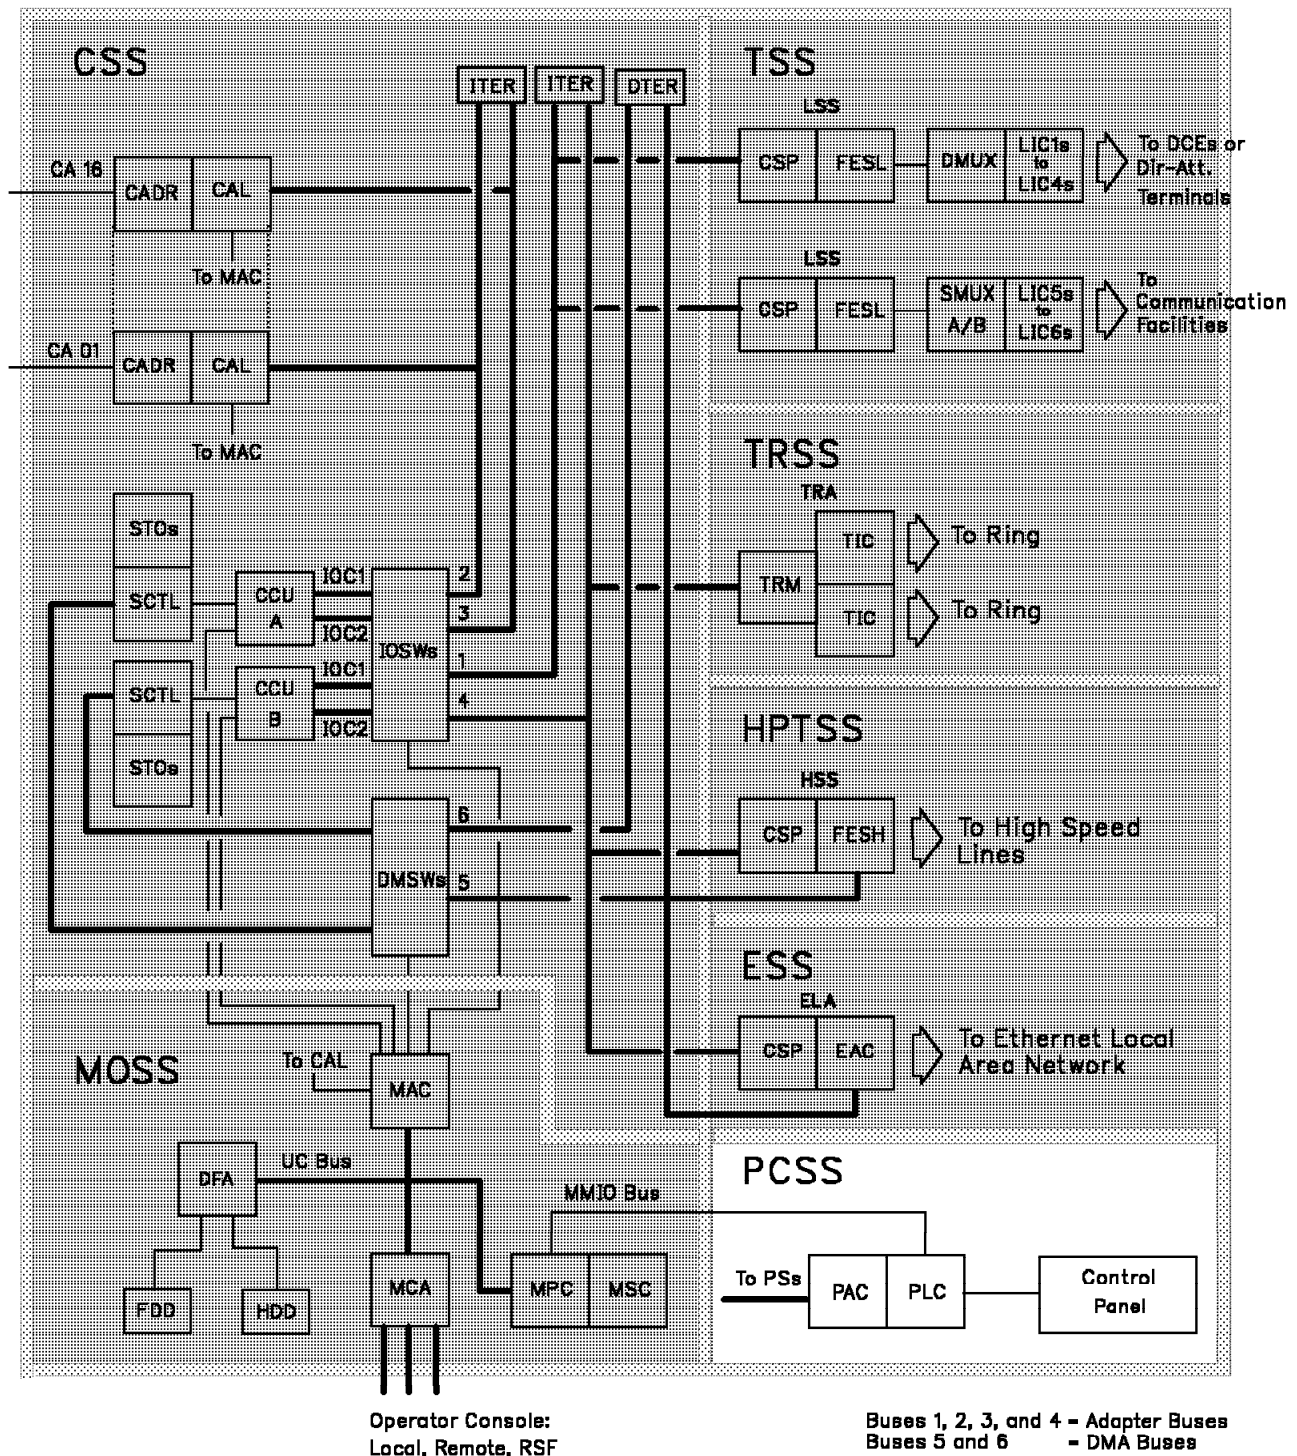 CSS
TSS
ITER
ITER
DTER
LSS
CA 16
CADR
CAL
CSP
FESL
DMUX
LIC1s
to
LIC4s
To DCEs or
Dir-Att.
Terminals
To MAC
LSS
CSP
FESL
SMUX
A/B
LIC5s
to
LIC6s
To
Communication
Facilities
CA 01
CADR
CAL
To MAC
TRSS
TRA
STOs
SCTL
CCU
A
IOC1
IOC2
IOSWs
2
3
1
4
TRM
TIC
TIC
To Ring
To Ring
SCTL
STOs
CCU
B
IOC1
IOC2
HPTSS
HSS
CSP
FESH
To High Speed
Lines
DMSWs
6
5
ESS
ELA
CSP
EAC
To Ethernet Local
Area Network
MOSS
To CAL
MAC
DFA
UC Bus
FDD
HDD
MCA
MMIO Bus
MPC
MSC
PCSS
To PSs
PAC
PLC
Control
Panel
Operator Console:
Local, Remote, RSF
Buses 1, 2, 3, and 4 = Adapter Buses
Buses 5 and 6 = DMA Buses